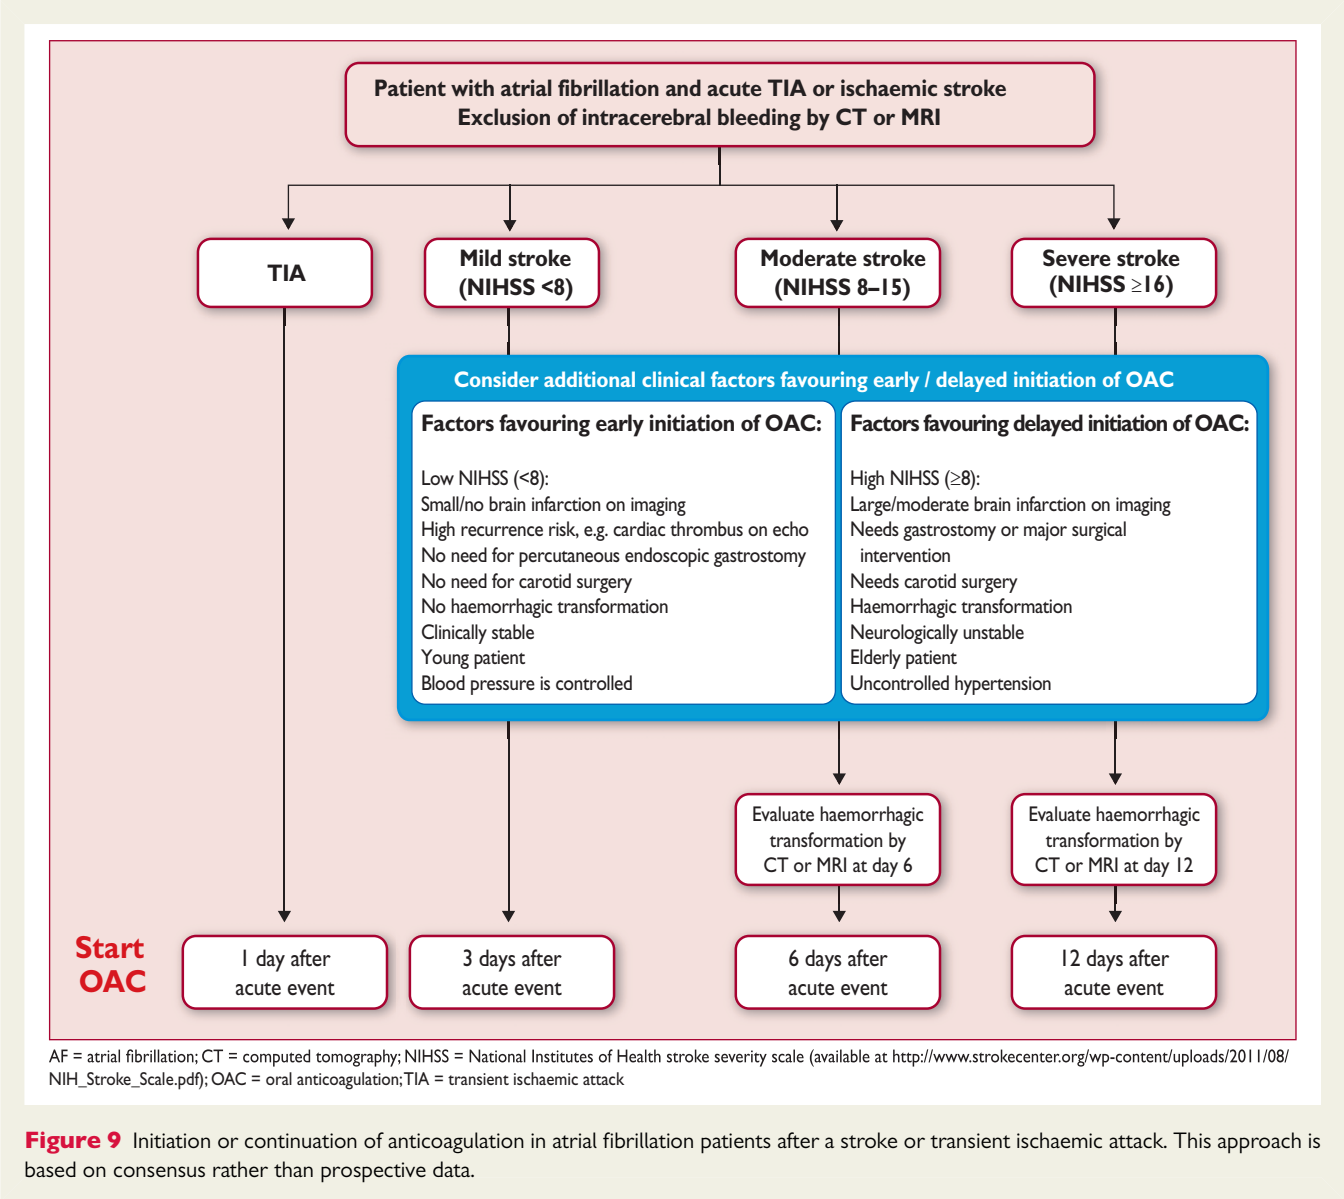 Patient with atrial fibrillation and acute TIA or ischaemic stroke
Exclusion of intracerebral bleeding by CT or MRI
TIA
Mild stroke
(NIHSS <8)
Moderate stroke
(NIHSS 8–15)
Severe stroke
(NIHSS ≥16)
Consider additional clinical factors favouring early / delayed initiation of OAC
Factors favouring early initiation of OAC:
Low NIHSS (<8):
Small/no brain infarction on imaging
High recurrence risk, e.g. cardiac thrombus on echo
No need for percutaneous endoscopic gastrostomy
No need for carotid surgery
No haemorrhagic transformation
Clinically stable
Young patient
Blood pressure is controlled
Factors favouring delayed initiation of OAC:
High NIHSS (≥8):
Large/moderate brain infarction on imaging
Needs gastrostomy or major surgical
intervention
Needs carotid surgery
Haemorrhagic transformation
Neurologically unstable
Elderly patient
Uncontrolled hypertension
Evaluate haemorrhagic
transformation by
CT or MRI at day 6
Evaluate haemorrhagic
transformation by
CT or MRI at day 12
Start
OAC
1 day after
acute event
3 days after
acute event
6 days after
acute event
12 days after
acute event
AF = atrial fibrillation; CT = computed tomography; NIHSS = National Institutes of Health stroke severity scale (available at http://www.strokecenter.org/wp-content/uploads/2011/08/
NIH_Stroke_Scale.pdf); OAC = oral anticoagulation; TIA = transient ischaemic attack
Figure 9 Initiation or continuation of anticoagulation in atrial fibrillation patients after a stroke or transient ischaemic attack. This approach is
based on consensus rather than prospective data.